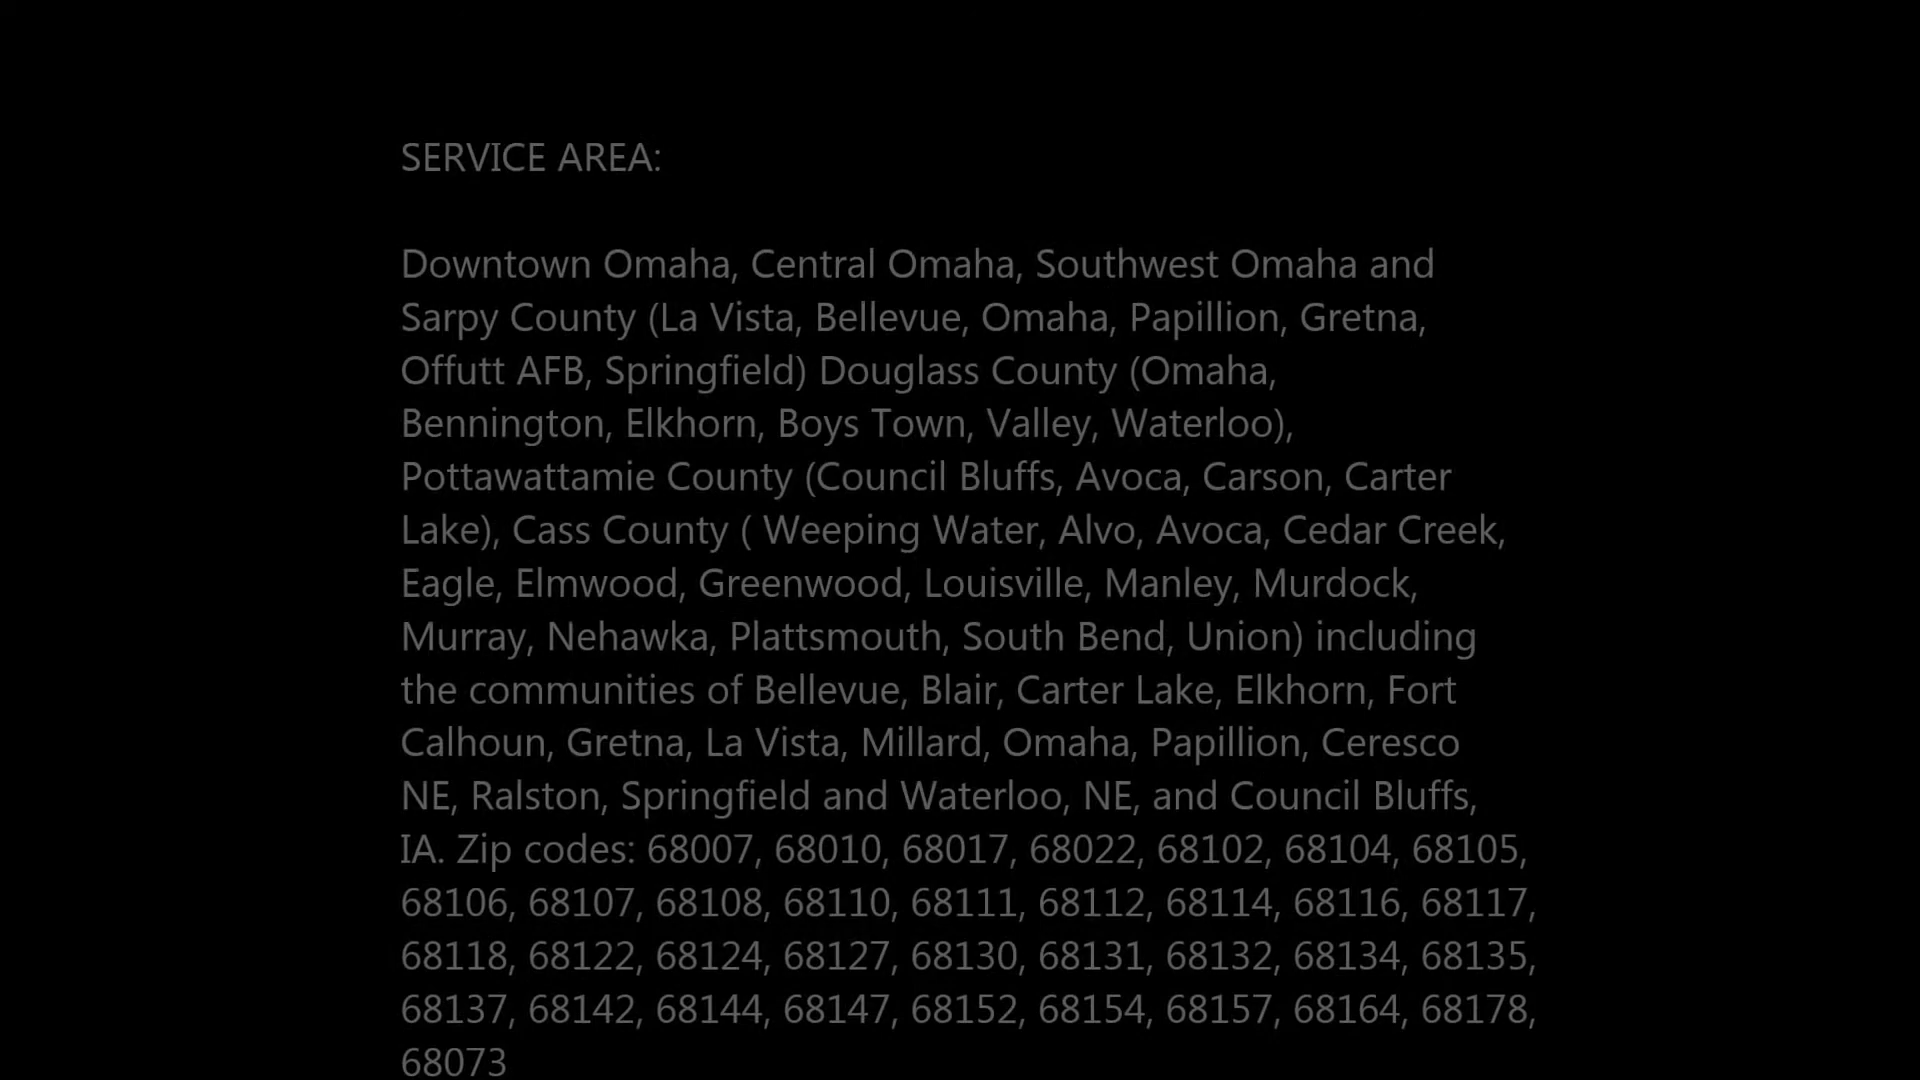 SERVICE AREA:
Downtown Omaha, Central Omaha, Southwest Omaha and
Sarpy County (La Vista, Bellevue, Omaha, Papillion, Gretna,
Offutt AFB, Springfield) Douglass County (Omaha,
Bennington, Elkhorn, Boys Town, Valley, Waterloo),
Pottawattamie County (Council Bluffs, Avoca, Carson, Carter
Lake), Cass County ( Weeping Water, Alvo, Avoca, Cedar Creek,
Eagle, Elmwood, Greenwood, Louisville, Manley, Murdock,
Murray, Nehawka, Plattsmouth, South Bend, Union) including
the communities of Bellevue, Blair, Carter Lake, Elkhorn, Fort
Calhoun, Gretna, La Vista, Millard, Omaha, Papillion, Ceresco
NE, Ralston, Springfield and Waterloo, NE, and Council Bluffs,
IA. Zip codes: 68007, 68010, 68017, 68022, 68102, 68104, 68105,
68106, 68107, 68108, 68110, 68111, 68112, 68114, 68116, 68117,
68118, 68122, 68124, 68127, 68130, 68131, 68132, 68134, 68135,
68137, 68142, 68144, 68147, 68152, 68154, 68157, 68164, 68178,
68073